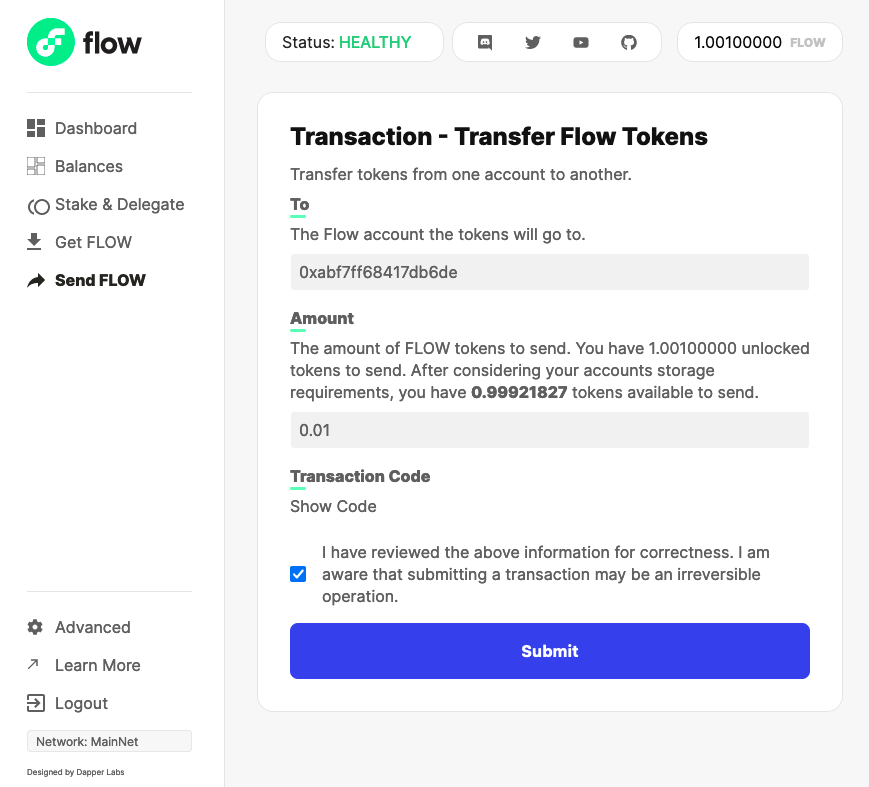 flow
Status: HEALTHY
1.00100000 FLOW
Dashboard
Balances
Stake & Delegate
Get FLOW
Send FLOW
Transaction - Transfer Flow Tokens
Transfer tokens from one account to another.
To
The Flow account the tokens will go to.
0xabf7ff68417db6de
Amount
The amount of FLOW tokens to send. You have 1.00100000 unlocked
tokens to send. After considering your accounts storage
requirements, you have 0.99921827 tokens available to send.
0.01
Transaction Code
Show Code
I have reviewed the above information for correctness. I am
aware that submitting a transaction may be an irreversible
operation.
Submit
Advanced
Learn More
Logout
Network: MainNet
Designed by Dapper Labs